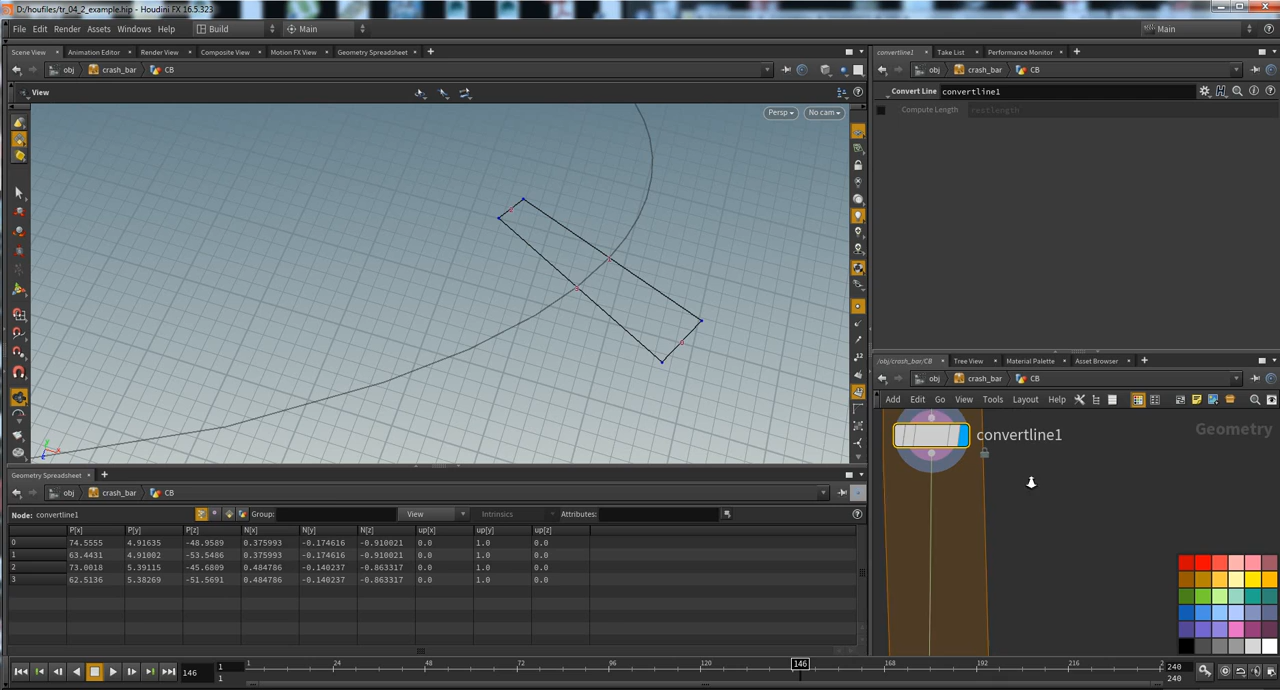 D:/houfiles/tr_04_2_example.hip - Houdini FX 16.5.323
File Edit Render Assets Windows Help Build Main Main
Scene View Animation Editor Render View Composite View Motion FX View Geometry Spreadsheet
obj crash_bar CB
View
Persp No cam
convertline1 Take List Performance Monitor
obj crash_bar CB
Convert Line convertline1
Compute Length restlength
/obj/crash_bar/CB Tree View Material Palette Asset Browser
obj crash_bar CB
Add Edit Go View Tools Layout Help
Geometry
convertline1
Geometry Spreadsheet
obj crash_bar CB
Node: convertline1 Group: View Intrinsics Attributes:
P[x] P[y] P[z] N[x] N[y] N[z] up[x] up[y] up[z]
0 74.5555 4.91635 -48.9589 0.375993 -0.174616 -0.910021 0.0 1.0 0.0
1 63.4431 4.91002 -53.5486 0.375993 -0.174616 -0.910021 0.0 1.0 0.0
2 73.0018 5.39115 -45.6809 0.484786 -0.140237 -0.863317 0.0 1.0 0.0
3 62.5136 5.38269 -51.5691 0.484786 -0.140237 -0.863317 0.0 1.0 0.0
146 1 1 1 24 48 72 96 120 146 168 192 216 2 240 240